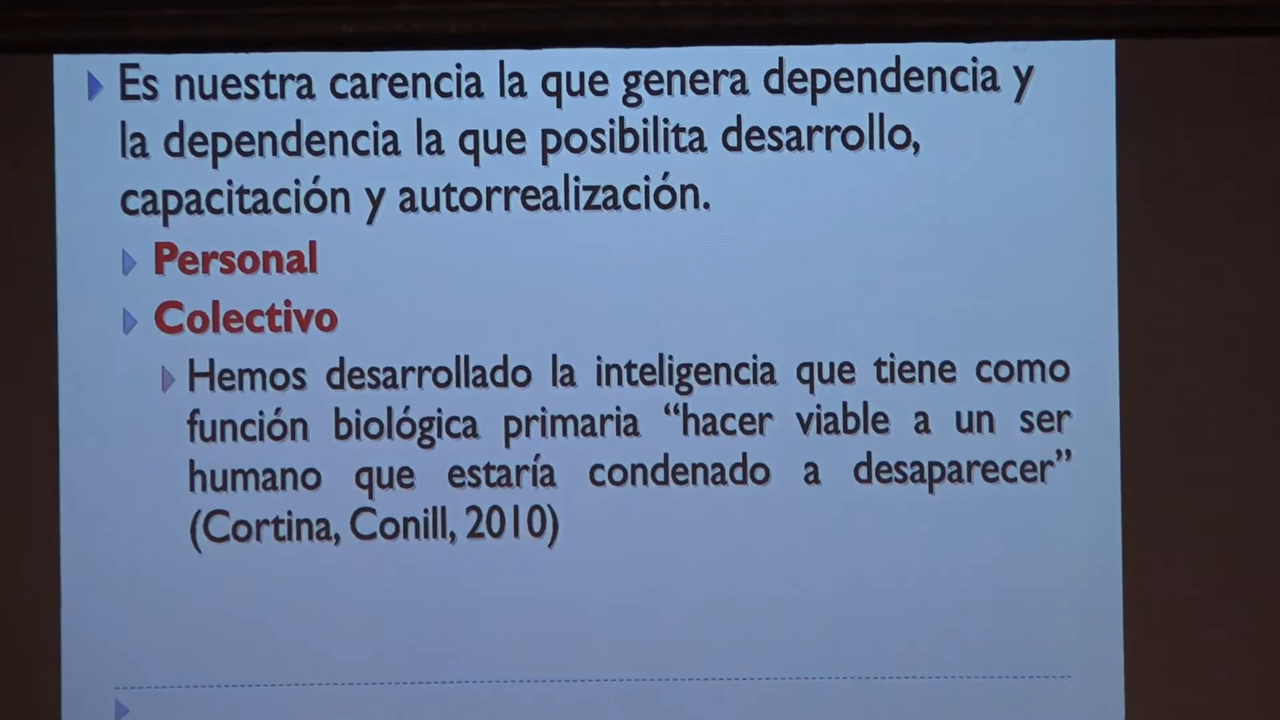 Es nuestra carencia la que genera dependencia y
la dependencia la que posibilita desarrollo,
capacitación y autorrealización.
Personal
Colectivo
Hemos desarrollado la inteligencia que tiene como
función biológica primaria “hacer viable a un ser
humano que estaría condenado a desaparecer”
(Cortina, Conill, 2010)